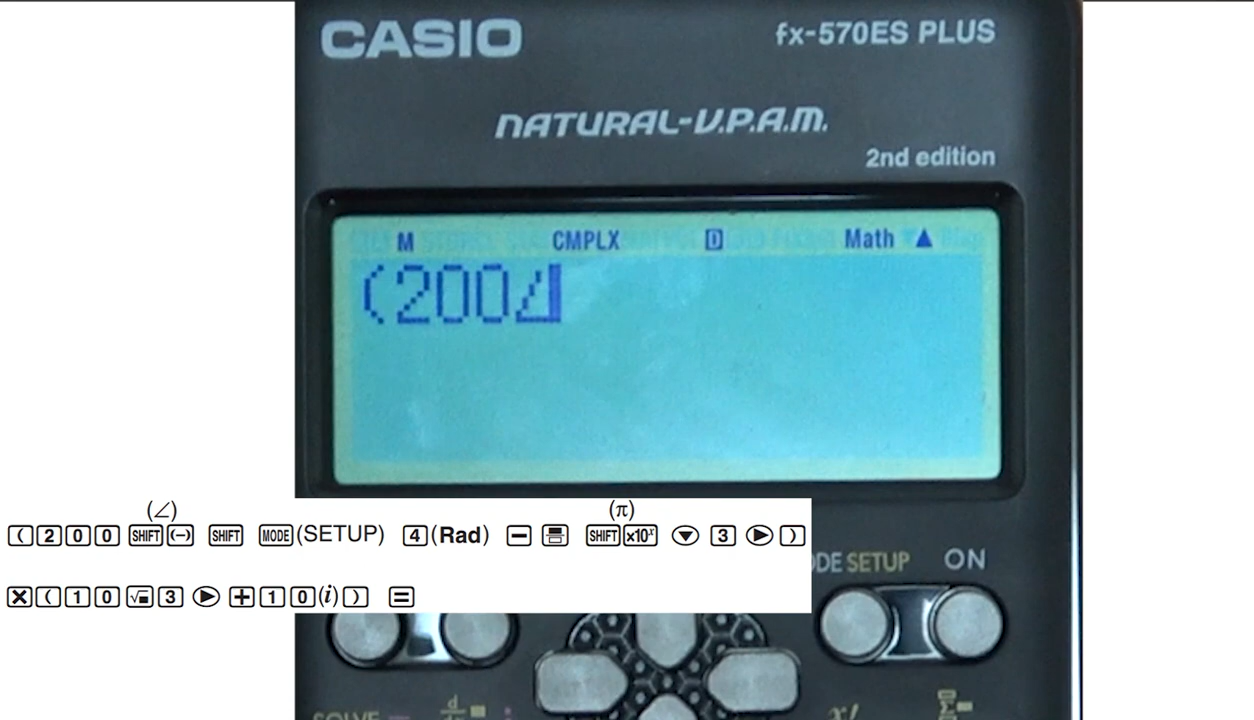 CASIO
fx-570ES PLUS
NATURAL-V.P.A.M.
2nd edition
M CMPLX D Math ▲
(200∠
(∠) (π)
( 2 0 0 SHIFT (−) SHIFT MODE (SETUP) 4 (Rad) − SHIFT ×10ˣ ▼ 3 ▶ )
× ( 1 0 √■ 3 ▶ + 1 0 (i) ) =
ODE SETUP ON
SOLVE d x! Σ